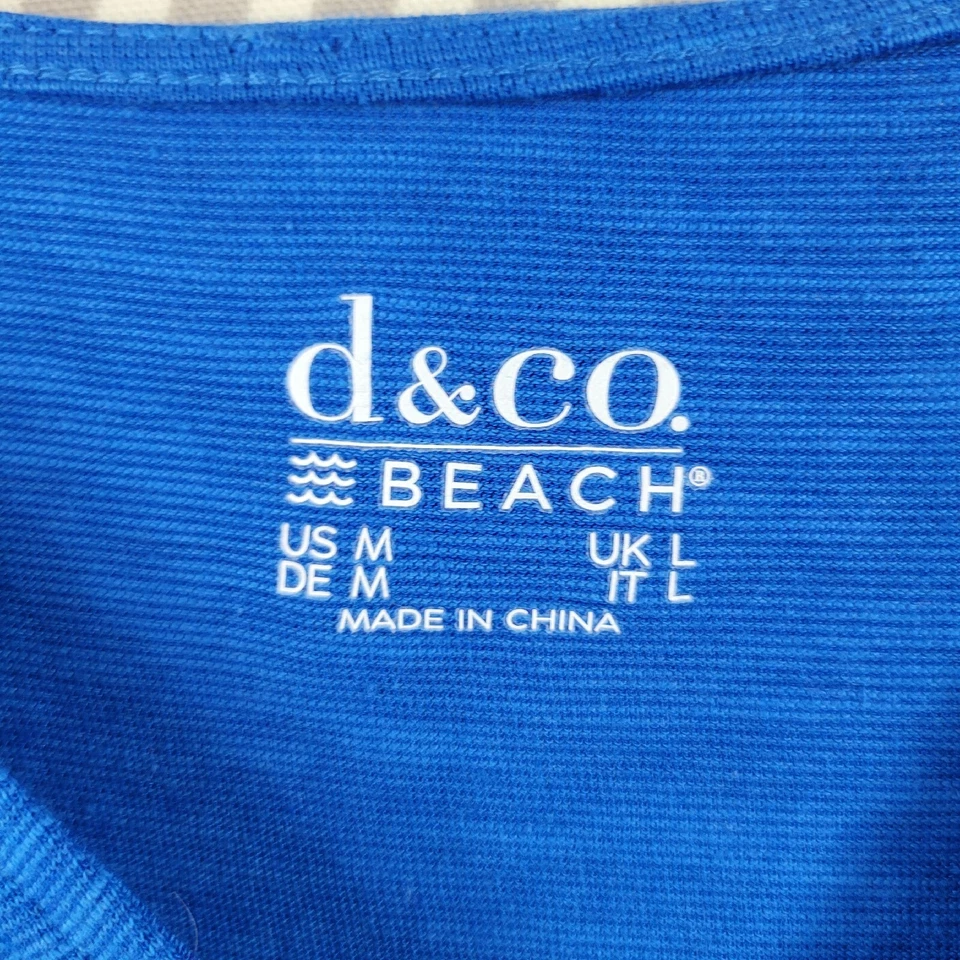 d&co.
BEACH®
US M UK L
DE M IT L
MADE IN CHINA